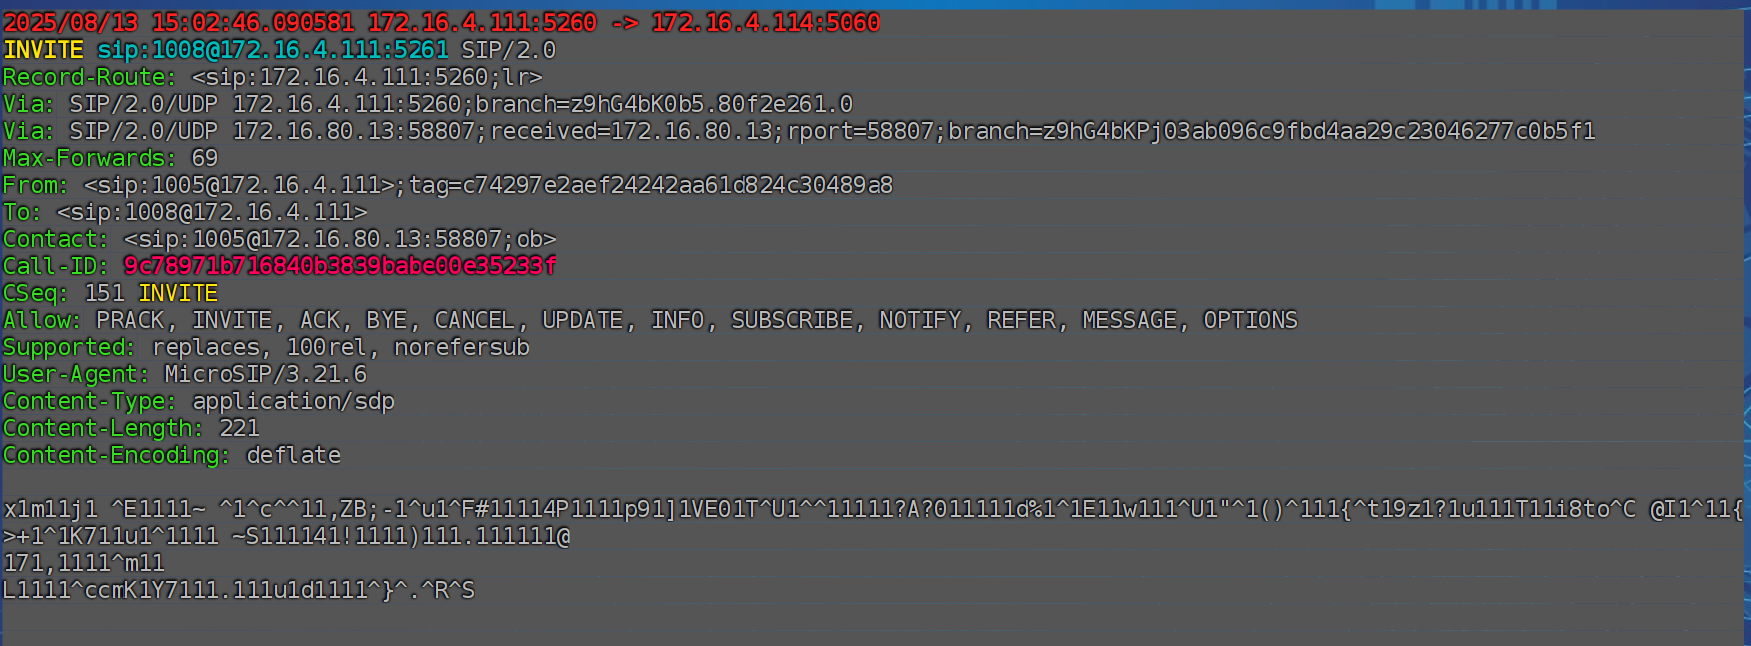 2025/08/13 15:02:46.090581 172.16.4.111:5260 -> 172.16.4.114:5060
INVITE sip:1008@172.16.4.111:5261 SIP/2.0
Record-Route: <sip:172.16.4.111:5260;lr>
Via: SIP/2.0/UDP 172.16.4.111:5260;branch=z9hG4bK0b5.80f2e261.0
Via: SIP/2.0/UDP 172.16.80.13:58807;received=172.16.80.13;rport=58807;branch=z9hG4bKPj03ab096c9fbd4aa29c23046277c0b5f1
Max-Forwards: 69
From: <sip:1005@172.16.4.111>;tag=c74297e2aef24242aa61d824c30489a8
To: <sip:1008@172.16.4.111>
Contact: <sip:1005@172.16.80.13:58807;ob>
Call-ID: 9c78971b716840b3839babe00e35233f
CSeq: 151 INVITE
Allow: PRACK, INVITE, ACK, BYE, CANCEL, UPDATE, INFO, SUBSCRIBE, NOTIFY, REFER, MESSAGE, OPTIONS
Supported: replaces, 100rel, norefersub
User-Agent: MicroSIP/3.21.6
Content-Type: application/sdp
Content-Length: 221
Content-Encoding: deflate
x1m11j1 ^E1111~ ^1^c^^11,ZB;-1^u1^F#11114P1111p91]1VE01T^U1^^11111?A?011111d%1^1E11w111^U1"^1()^111{^t19z1?1u111T11i8to^C @I1^11{
>+1^1K711u1^1111 ~S111141!1111)111.111111@
171,1111^m11
L1111^ccmK1Y7111.111u1d1111^}^.^R^S